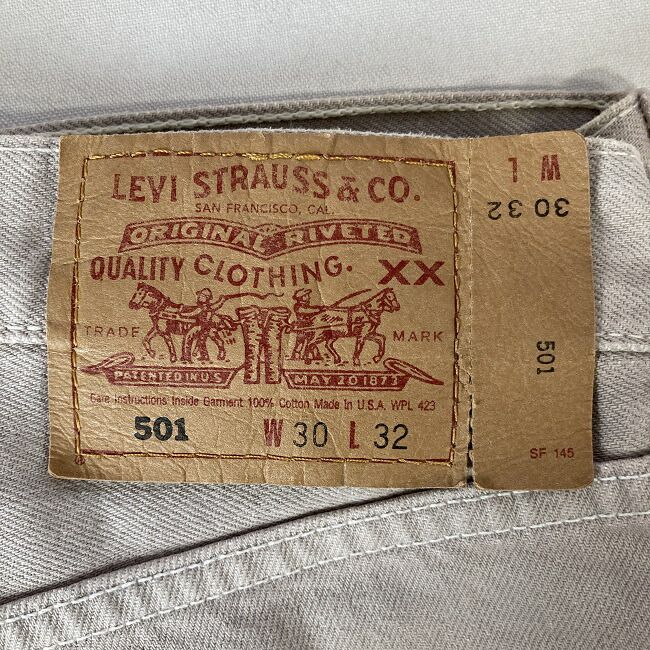 LEVI STRAUSS & CO.
SAN FRANCISCO, CAL.
ORIGINAL RIVETED
QUALITY CLOTHING. XX
TRADE MARK
PATENTED IN U.S. MAY 20 1873
Care Instructions Inside Garment 100% Cotton Made in U.S.A. WPL 423
501 W 30 L 32
W L
30 32
501
SF 145